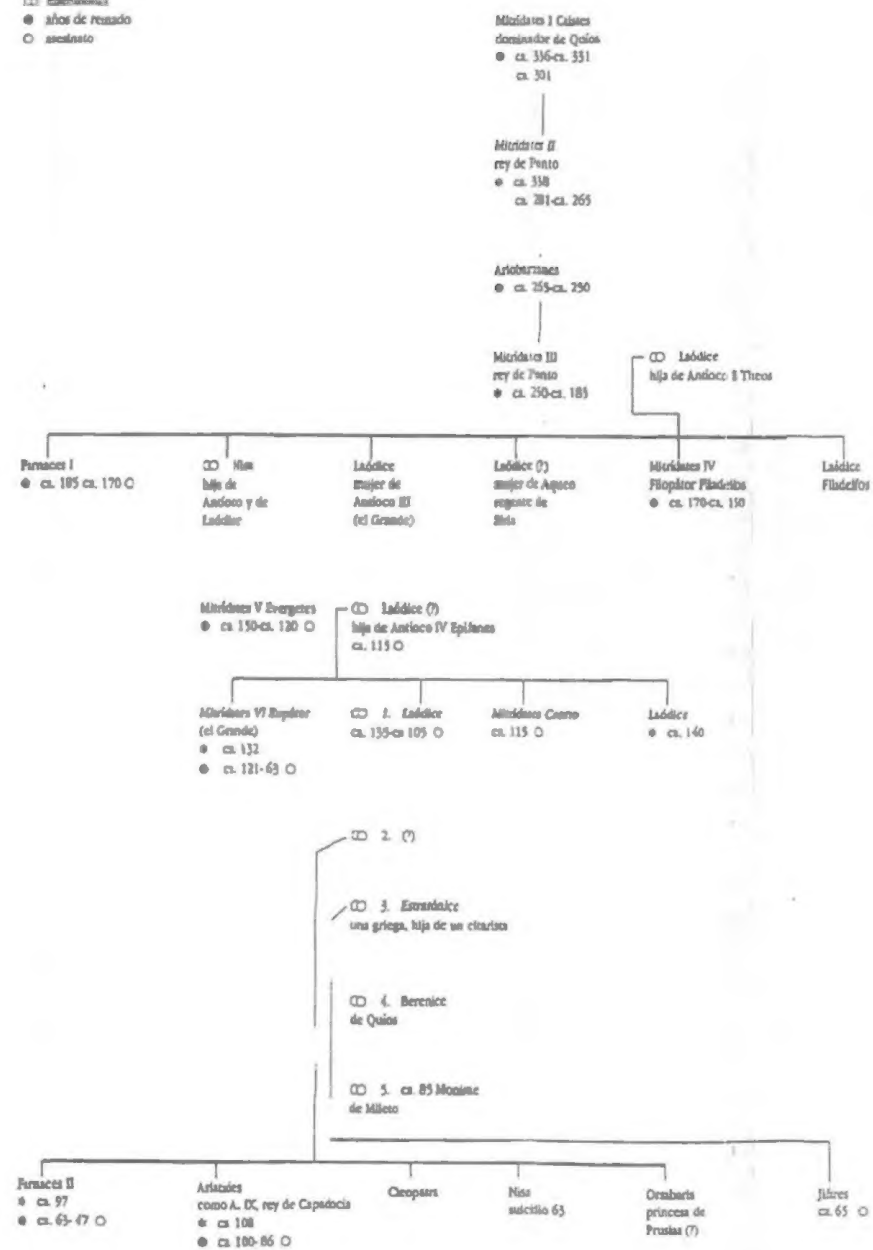 ● años de reinado
○ asesinato
Mitrídates I Cuistes
dominador de Quíos
● ca. 336-ca. 331
ca. 301
Mitrídates II
rey de Ponto
* ca. 338
ca. 281-ca. 265
Ariobarzanes
● ca. 265-ca. 250
Mitrídates III
rey de Ponto
* ca. 250-ca. 185
Laódice
hija de Antíoco II Theos
Farnaces I
● ca. 185 ca. 170 ○
Nisa
hija de
Antíoco y de
Laódice
Laódice
mujer de
Antíoco III
(el Grande)
Laódice (?)
mujer de Aqueo
regente de
Siria
Mitrídates IV
Filopátor Filadelfos
● ca. 170-ca. 150
Laódice
Filadelfos
Mitrídates V Evergetes
● ca. 150-ca. 120 ○
Laódice (?)
hija de Antíoco IV Epífanes
ca. 115 ○
Mitrídates VI Eupátor
(el Grande)
* ca. 132
● ca. 121-63 ○
1. Laódice
ca. 135-ca 105 ○
Mitrídates Cresto
ca. 115 ○
Laódice
* ca. 140
2. (?)
3. Estratónice
una griega, hija de un citarista
4. Berenice
de Quíos
5. ca. 85 Monime
de Mileto
Farnaces II
* ca. 97
● ca. 63-47 ○
Ariarates
como A. IX, rey de Capadocia
* ca. 108
● ca. 100-86 ○
Cleopatra
Nisa
suicidio 63
Orsabaris
princesa de
Prusias (?)
Jifares
ca. 65 ○